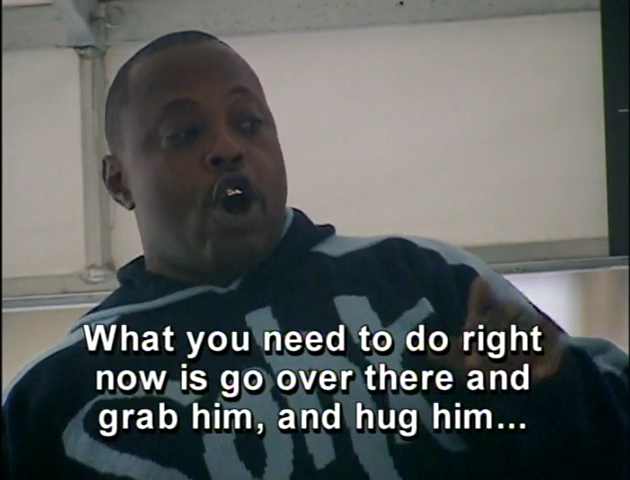 What you need to do right
now is go over there and
grab him, and hug him...